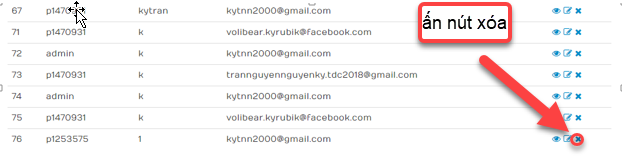 67 p1470 kytran kytnn2000@gmail.com
ấn nút xóa
71 p1470931 k volibear.kyrubik@facebook.com
72 admin k kytnn2000@gmail.com
73 p1470931 k trannguyennguyenky.tdc2018@gmail.com
74 admin k kytnn2000@gmail.com
75 p1470931 k volibear.kyrubik@facebook.com
76 p1253575 1 kytnn2000@gmail.com